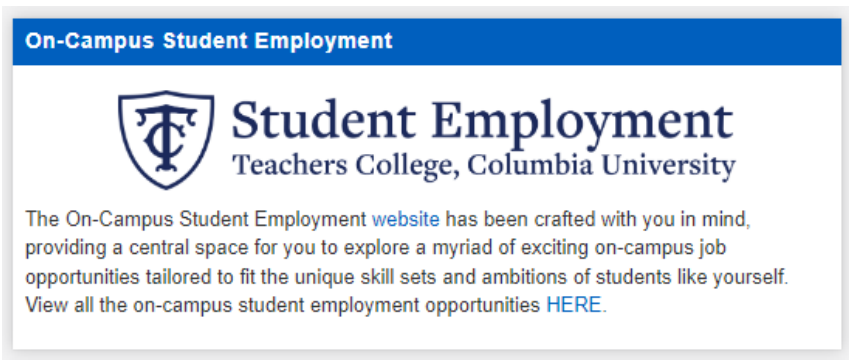 On-Campus Student Employment
TC
Student Employment
Teachers College, Columbia University
The On-Campus Student Employment website has been crafted with you in mind,
providing a central space for you to explore a myriad of exciting on-campus job
opportunities tailored to fit the unique skill sets and ambitions of students like yourself.
View all the on-campus student employment opportunities HERE.